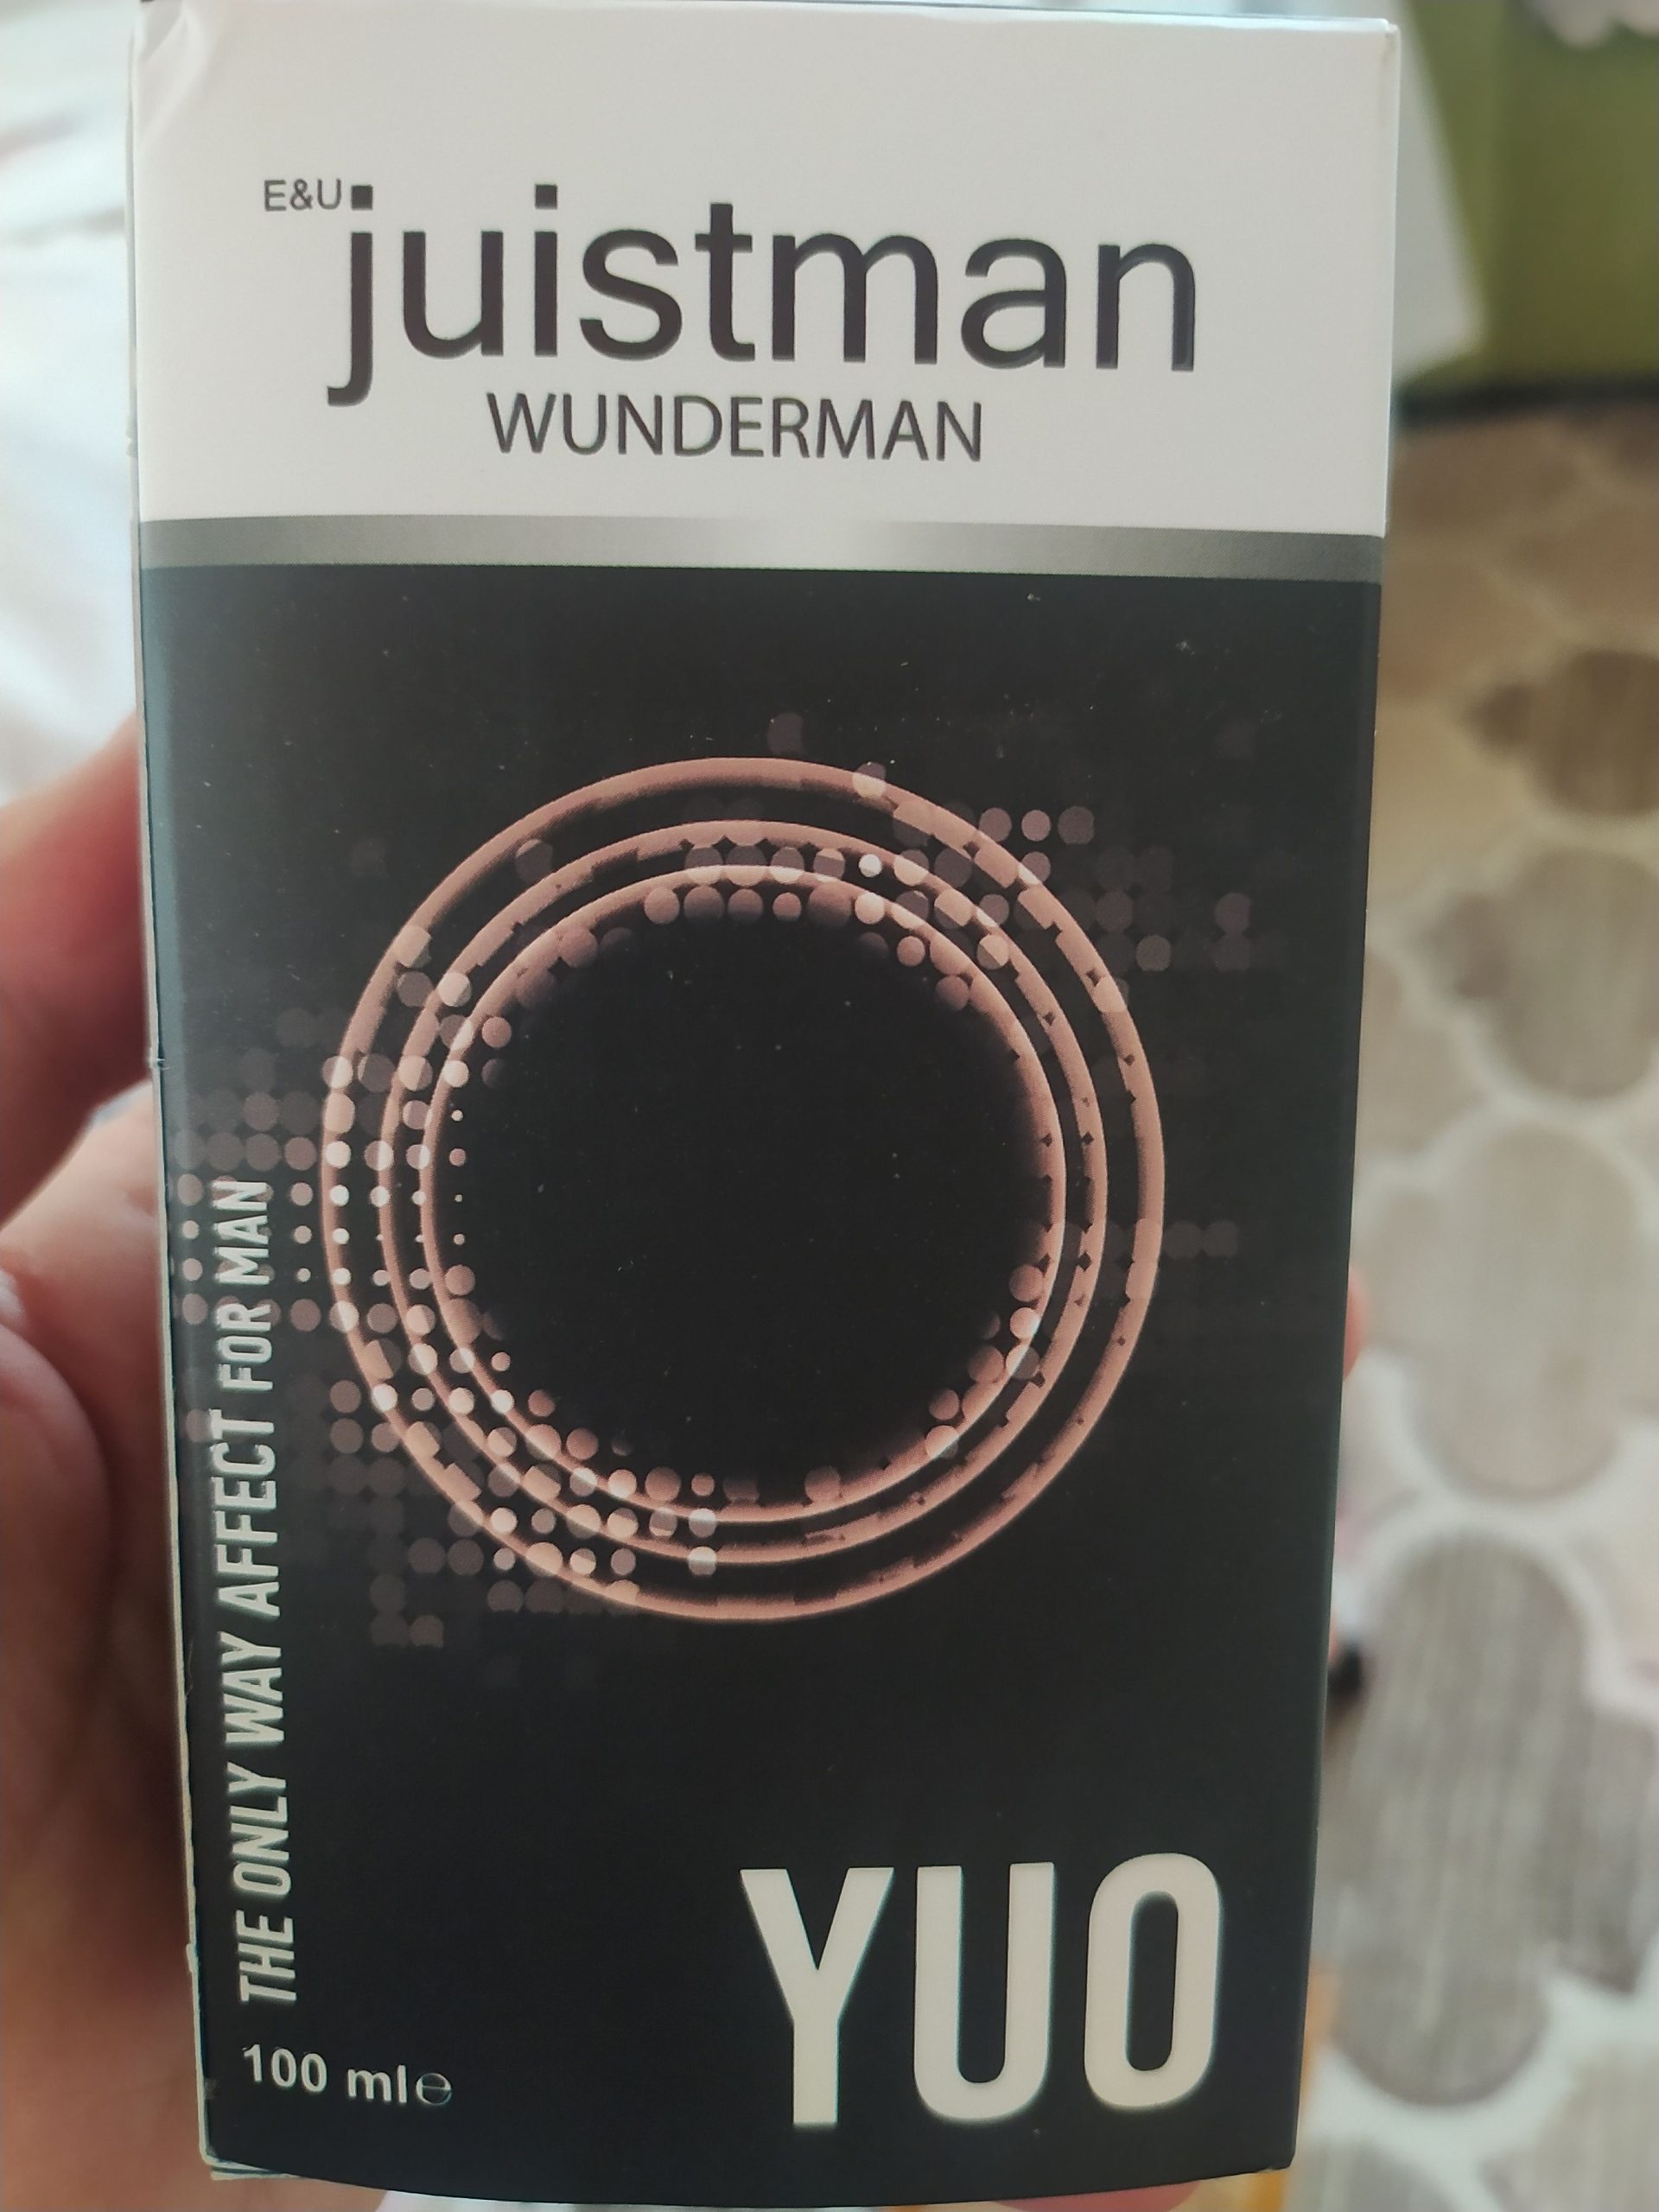 E&U
juistman
WUNDERMAN
THE ONLY WAY AFFECT FOR MAN
100 ml℮
YUO